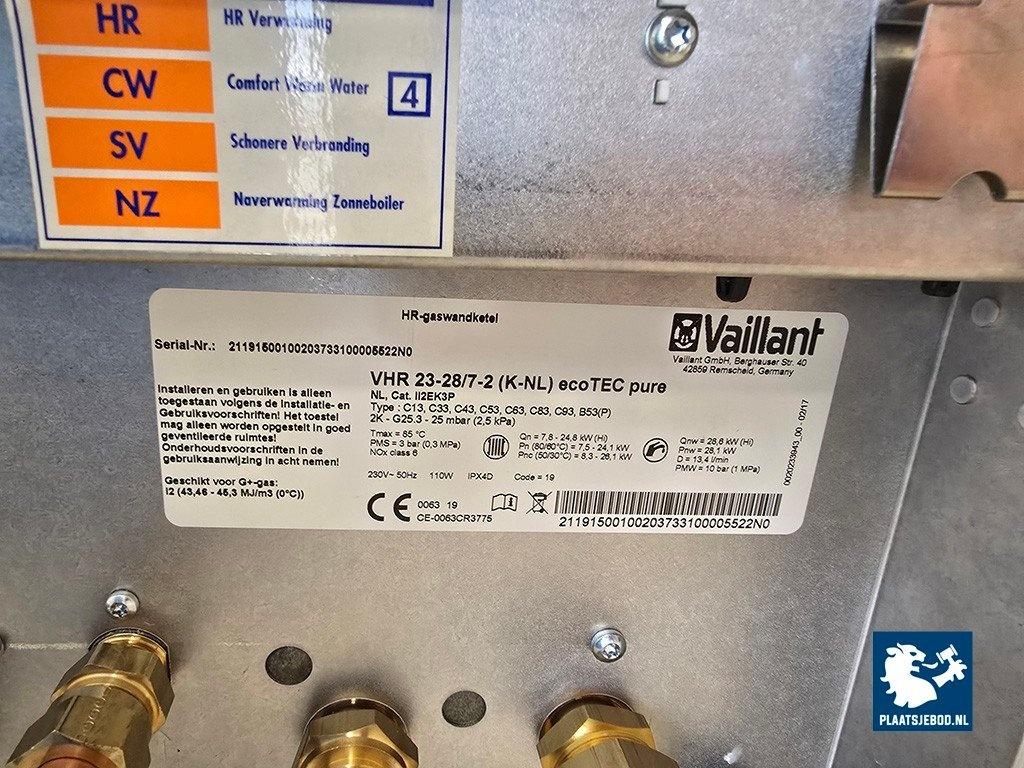 HR HR Verwarming
CW Comfort Warm Water 4
SV Schonere Verbranding
NZ Naverwarming Zonneboiler
HR-gaswandketel
Vaillant
Vaillant GmbH, Berghauser Str. 40
42859 Remscheid, Germany
Serial-Nr.: 21191500100203733100005522N0
VHR 23-28/7-2 (K-NL) ecoTEC pure
NL, Cat. II2EK3P
Type : C13, C33, C43, C53, C63, C83, C93, B53(P)
2K - G25.3 - 25 mbar (2,5 kPa)
Installeren en gebruiken is alleen
toegestaan volgens de Installatie- en
Gebruiksvoorschriften! Het toestel
mag alleen worden opgesteld in goed
geventileerde ruimtes!
Onderhoudsvoorschriften in de
gebruiksaanwijzing in acht nemen!
Geschikt voor G+-gas:
I2 (43,46 - 45,3 MJ/m3 (0°C))
Tmax = 85 °C
PMS = 3 bar (0,3 MPa)
NOx class 6
Qn = 7,8 - 24,8 kW (Hi)
Pn (80/60°C) = 7,5 - 24,1 kW
Pnc (50/30°C) = 8,3 - 26,1 kW
Qnw = 28,6 kW (Hi)
Pnw = 28,1 kW
D = 13,4 l/min
PMW = 10 bar (1 MPa)
230V~ 50Hz 110W IPX4D Code = 19
CE 0063 19
CE-0063CR3775
21191500100203733100005522N0
0020233943_00 - 02/17
PLAATSJEBOD.NL